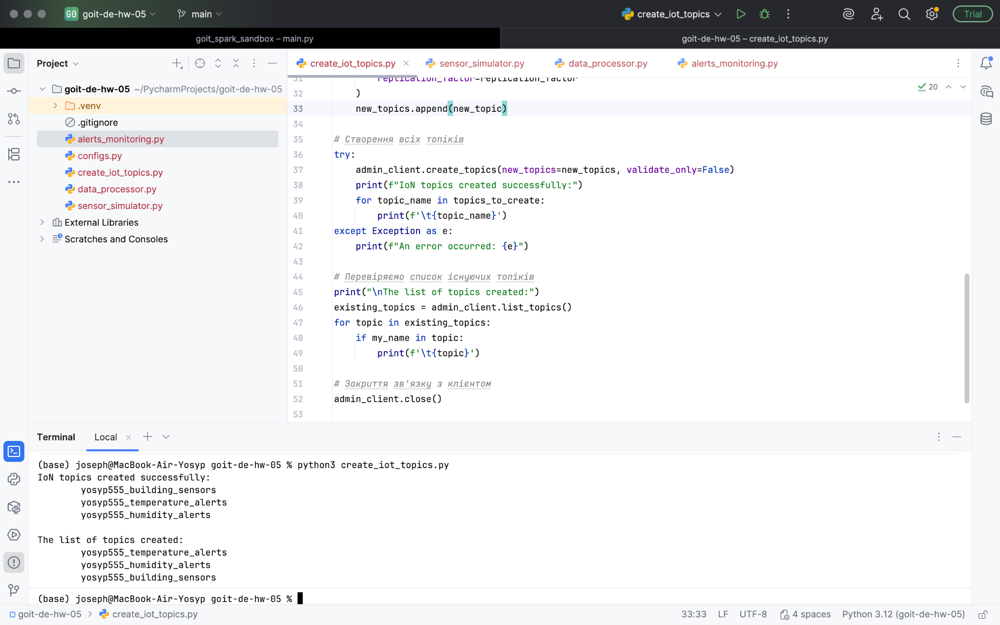 GO goit-de-hw-05 main create_iot_topics Trial
goit_spark_sandbox – main.py goit-de-hw-05 – create_iot_topics.py
Project
goit-de-hw-05 ~/PycharmProjects/goit-de-hw-05
.venv
.gitignore
alerts_monitoring.py
configs.py
create_iot_topics.py
data_processor.py
sensor_simulator.py
External Libraries
Scratches and Consoles
create_iot_topics.py sensor_simulator.py data_processor.py alerts_monitoring.py
20
31 replication_factor=replication_factor
32 )
33 new_topics.append(new_topic)
34
35 # Створення всіх топіків
36 try:
37 admin_client.create_topics(new_topics=new_topics, validate_only=False)
38 print(f"IoN topics created successfully:")
39 for topic_name in topics_to_create:
40 print(f'\t{topic_name}')
41 except Exception as e:
42 print(f"An error occurred: {e}")
43
44 # Перевіряємо список існуючих топіків
45 print("\nThe list of topics created:")
46 existing_topics = admin_client.list_topics()
47 for topic in existing_topics:
48 if my_name in topic:
49 print(f'\t{topic}')
50
51 # Закриття зв'язку з клієнтом
52 admin_client.close()
53
Terminal Local
(base) joseph@MacBook-Air-Yosyp goit-de-hw-05 % python3 create_iot_topics.py
IoN topics created successfully:
yosyp555_building_sensors
yosyp555_temperature_alerts
yosyp555_humidity_alerts
The list of topics created:
yosyp555_temperature_alerts
yosyp555_humidity_alerts
yosyp555_building_sensors
(base) joseph@MacBook-Air-Yosyp goit-de-hw-05 %
goit-de-hw-05 > create_iot_topics.py 33:33 LF UTF-8 4 spaces Python 3.12 (goit-de-hw-05)